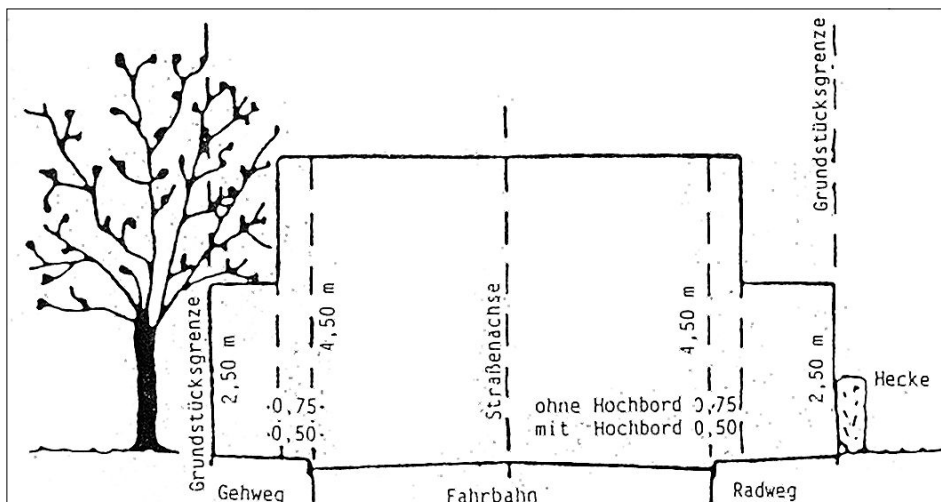 Grundstücksgrenze
Grundstücksgrenze
2,50 m
4,50 m
Straßenachse
4,50 m
2,50 m
Hecke
0,75
0,50
ohne Hochbord 0,75
mit Hochbord 0,50
Gehweg
Fahrbahn
Radweg